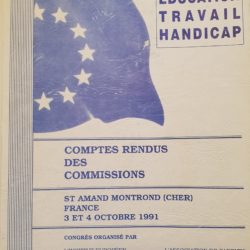 EDUCATION
TRAVAIL
HANDICAP
COMPTES RENDUS
DES
COMMISSIONS
ST AMAND MONTROND (CHER)
FRANCE
3 ET 4 OCTOBRE 1991
CONGRÈS ORGANISÉ PAR